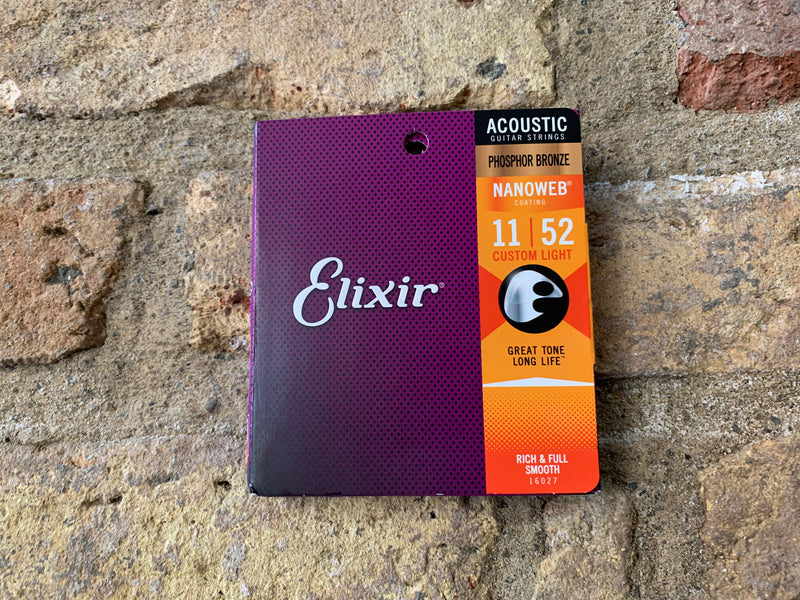 Elixir®
ACOUSTIC
GUITAR STRINGS
PHOSPHOR BRONZE
NANOWEB®
COATING
11 | 52
CUSTOM LIGHT
GREAT TONE
LONG LIFE™
RICH & FULL
SMOOTH
16027